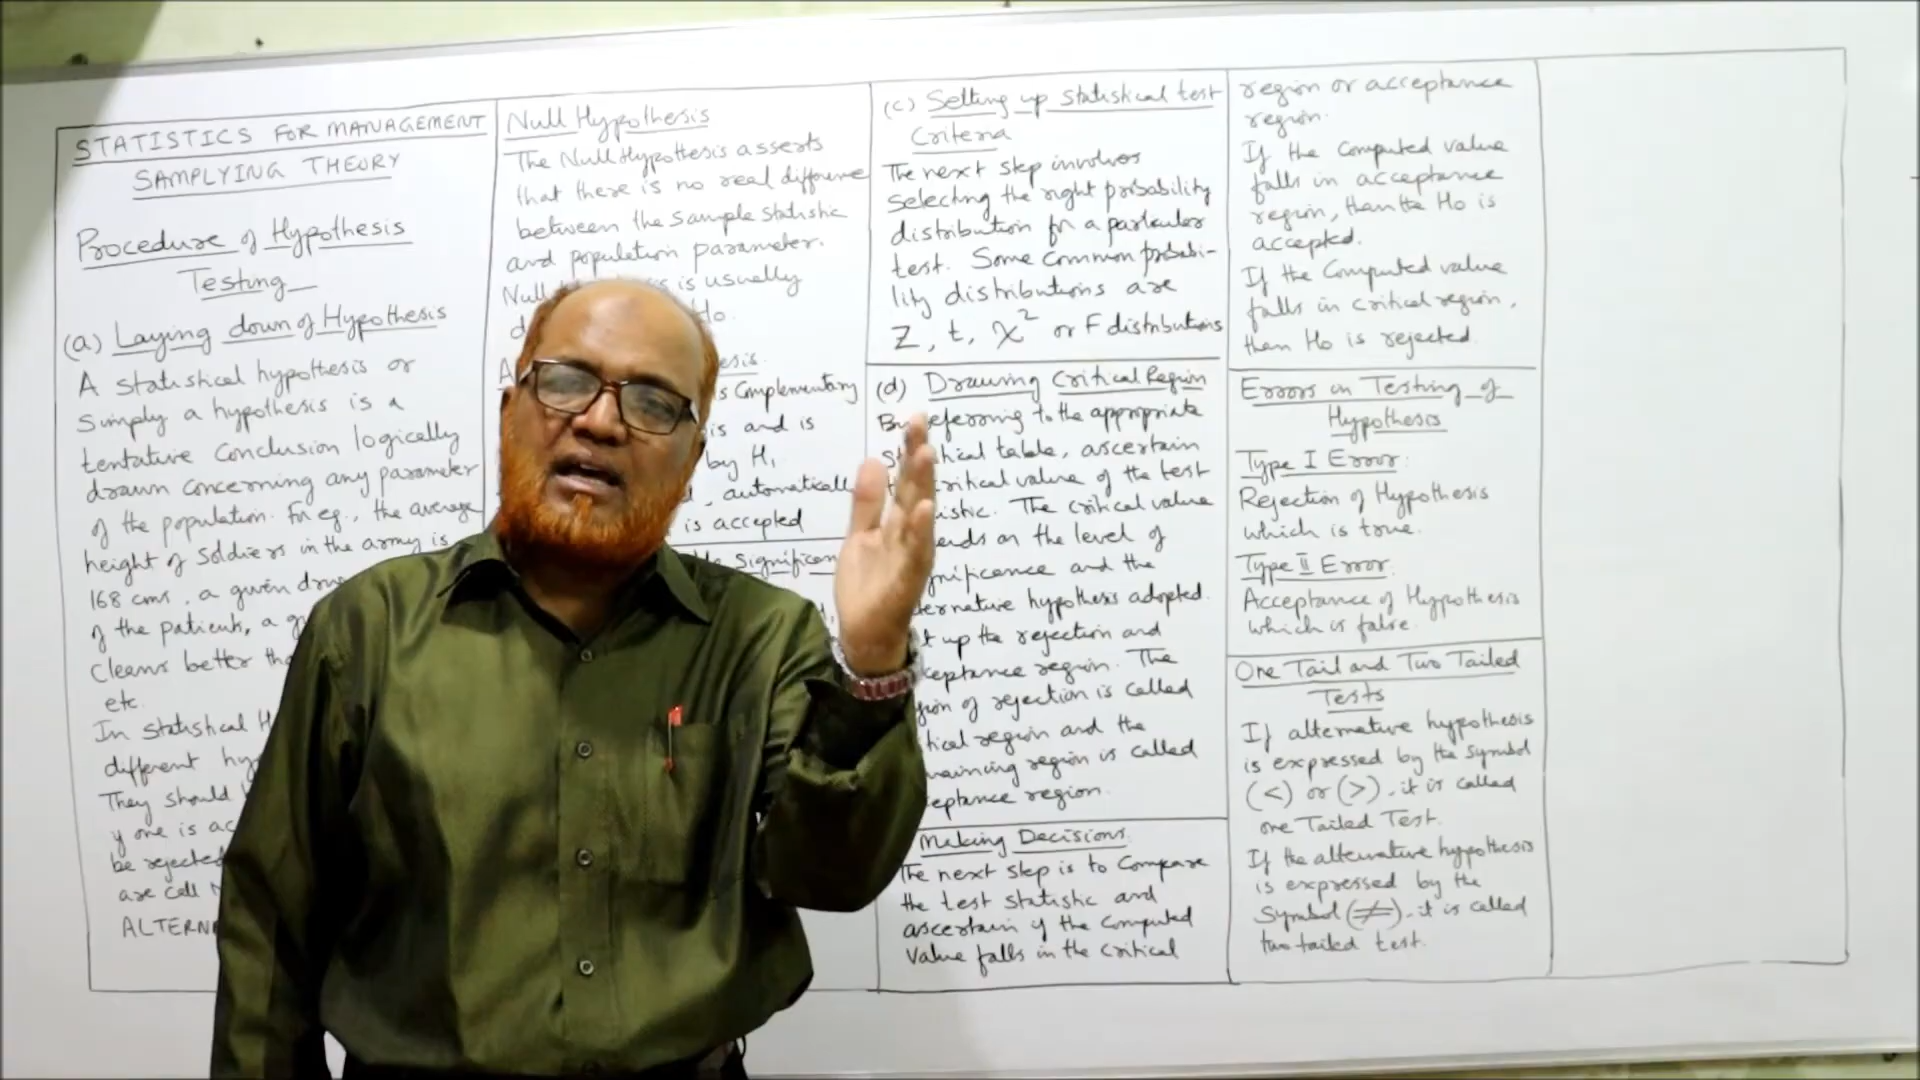 STATISTICS FOR MANAGEMENT
SAMPLYING THEORY
Procedure of Hypothesis
Testing
(a) Laying down of Hypothesis
A statistical hypothesis or
Simply a hypothesis is a
tentative conclusion logically
drawn concerning any parameter
of the population. For eg., the average
height of soldiers in the army is
168 cms, a given
of the patients, a
Cleans better
etc.
In statistical
different
They should
y one is
be rejected
are call
Null Hypothesis
The Null Hypothesis asserts
that there is no real difference
between the sample statistic
and population parameter.
is usually
Ho.
is Complementary
and is
by H1
, automatically
is accepted
(c) Setting up statistical test
Criteria
The next step involves
selecting the right probability
distribution for a particular
test. Some common probabi-
lity distributions are
Z, t, χ² or F distributions
(d) Drawing Critical Region
By referring to the appropriate
table, ascertain
critical value of the test
The critical value
on the level of
and the
hypothesis adopted.
up the rejection and
region. The
of rejection is called
region and the
region is called
region.
Making Decisions
The next step is to Compare
the test statistic and
ascertain if the computed
Value falls in the critical
region or acceptance
region.
If the computed value
falls in acceptance
region, then the Ho is
accepted.
If the Computed value
falls in critical region,
then Ho is rejected.
Errors in Testing of
Hypothesis
Type I Error:
Rejection of Hypothesis
which is true.
Type II Error:
Acceptance of Hypothesis
which is false.
One Tail and Two Tailed
Tests
If alternative hypothesis
is expressed by the symbol
(<) or (>), it is called
one Tailed Test.
If the alternative hypothesis
is expressed by the
Symbol (≠), it is called
two tailed test.